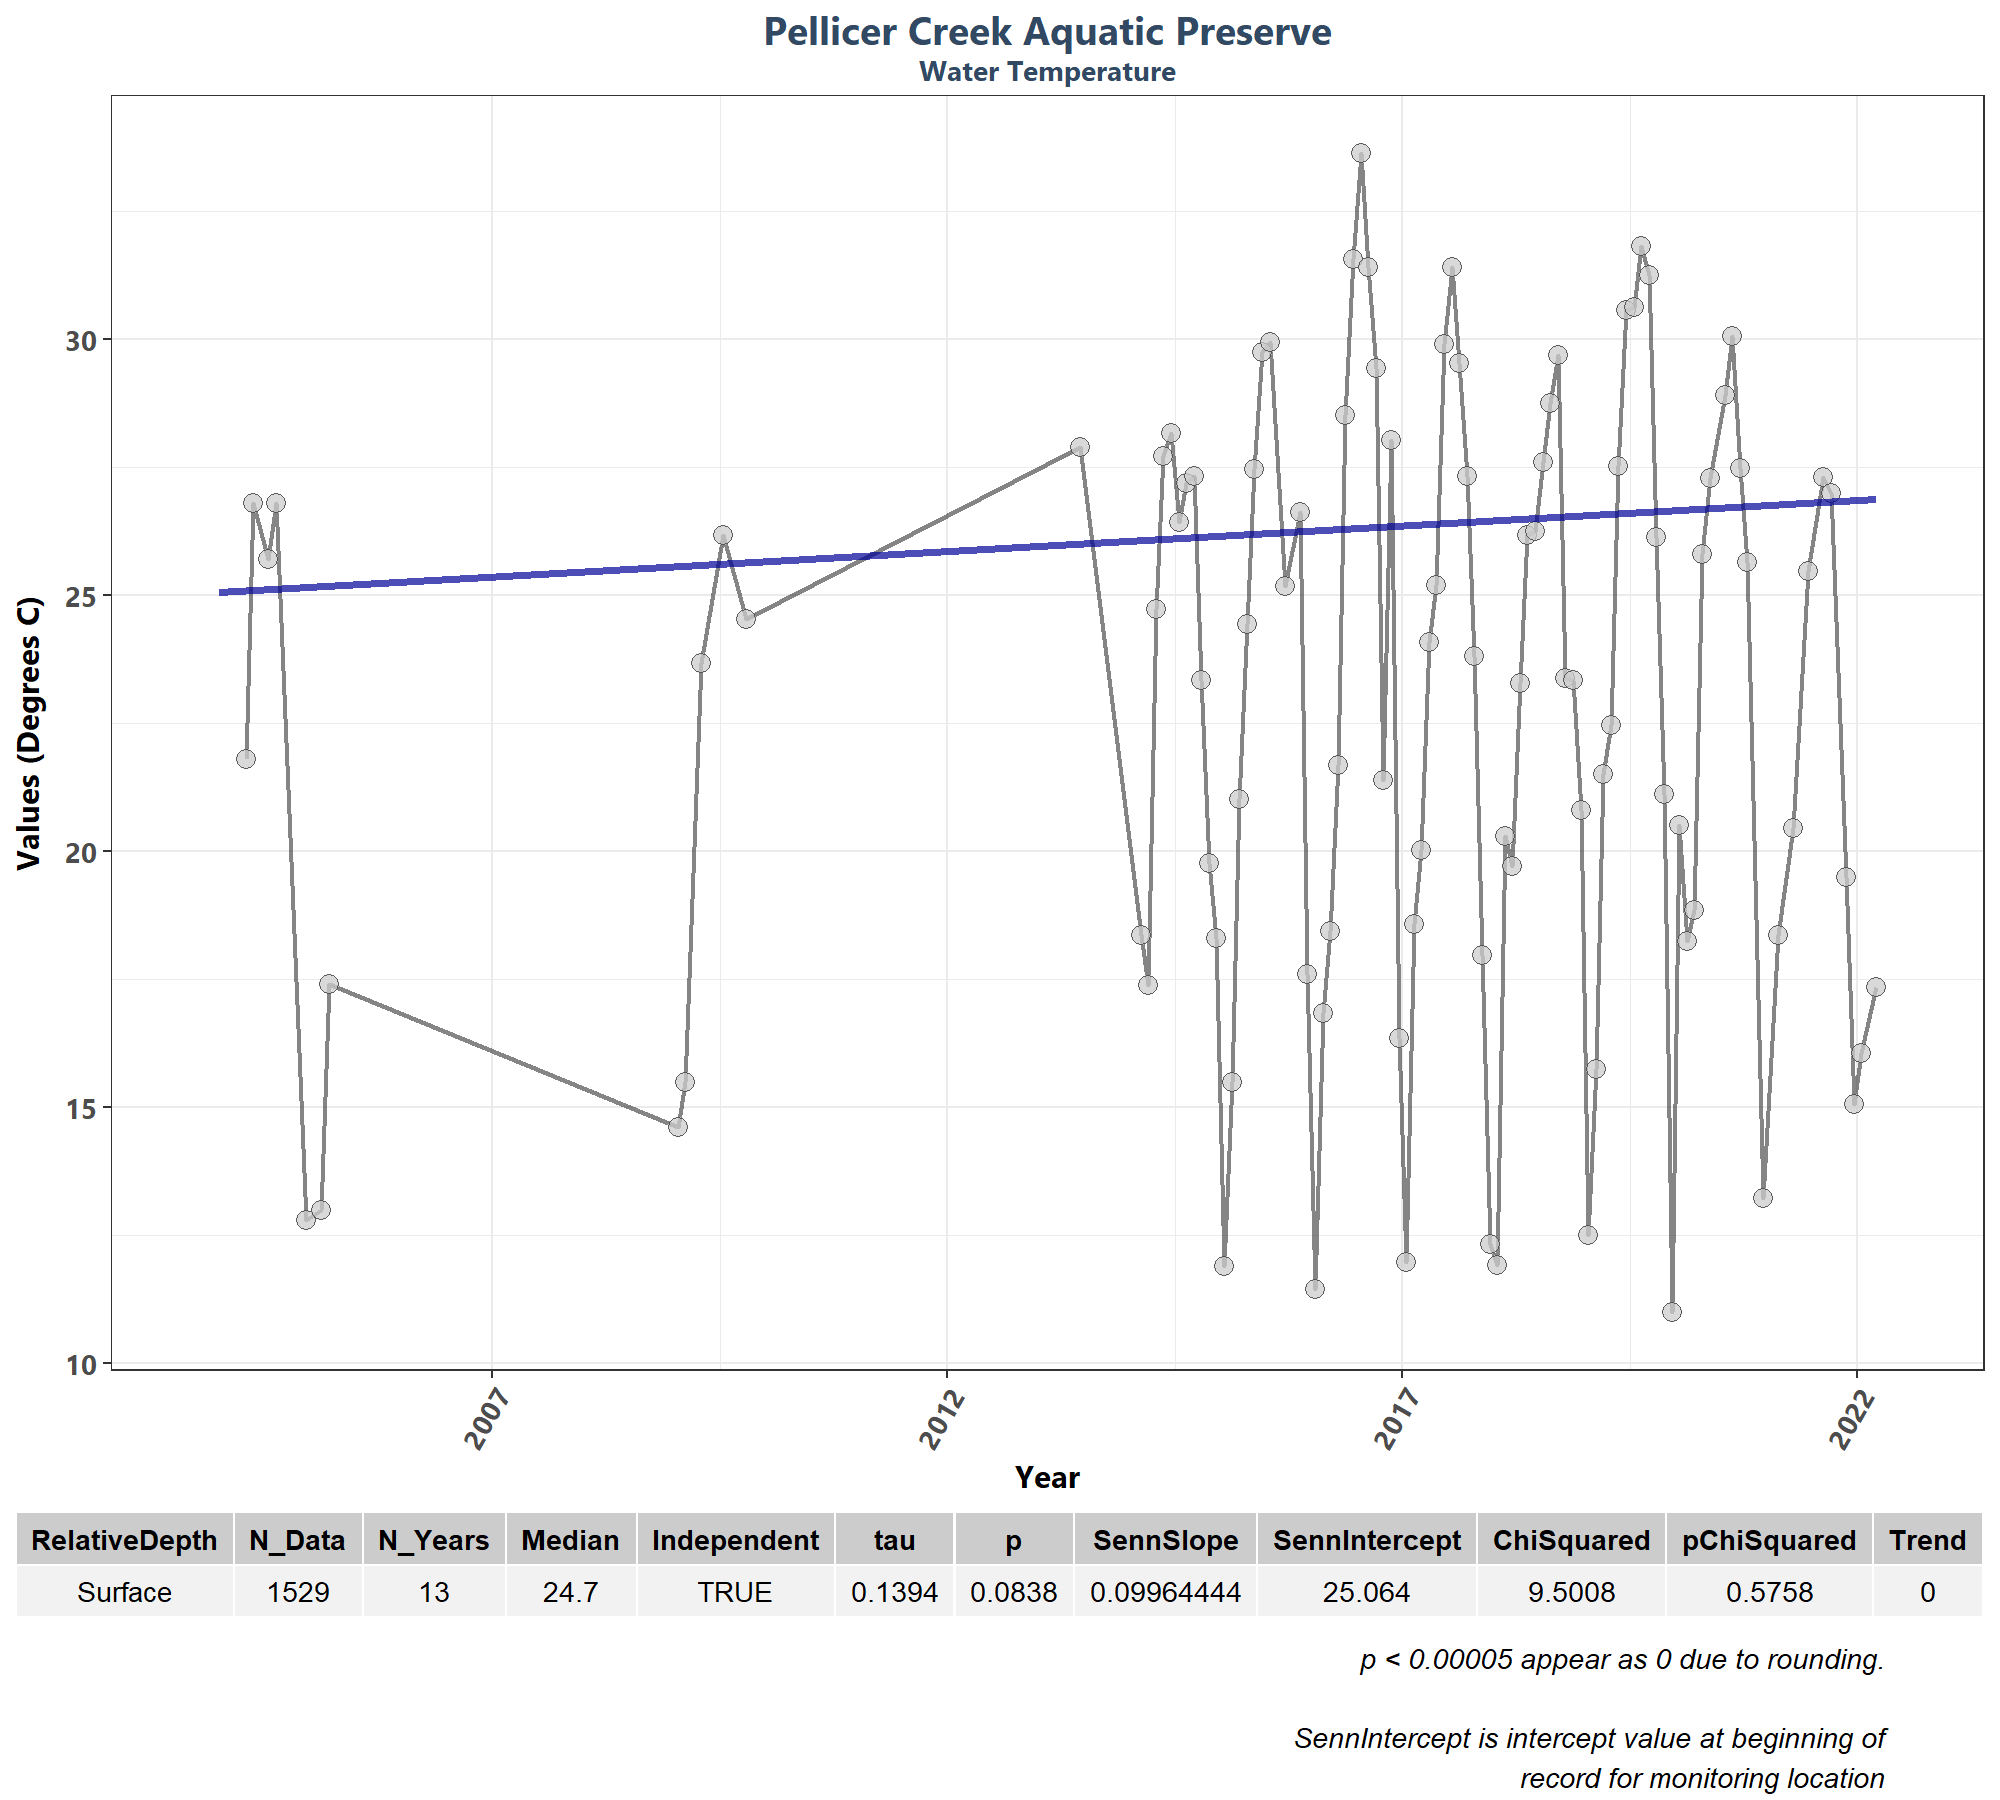 Pellicer Creek Aquatic Preserve
Water Temperature
Values (Degrees C)
30
25
20
15
10
2007 2012 2017 2022
Year
RelativeDepth N_Data N_Years Median Independent tau p SennSlope SennIntercept ChiSquared pChiSquared Trend
Surface 1529 13 24.7 TRUE 0.1394 0.0838 0.09964444 25.064 9.5008 0.5758 0
p < 0.00005 appear as 0 due to rounding.
SennIntercept is intercept value at beginning of
record for monitoring location